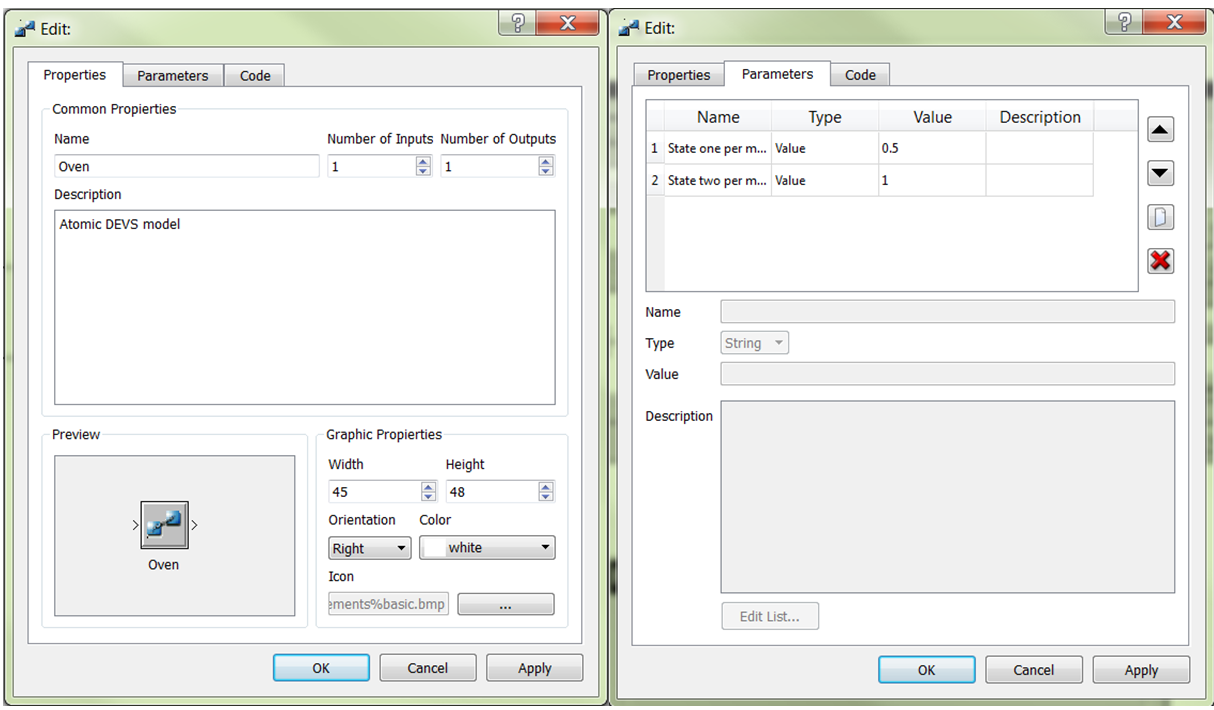 Edit:
Properties Parameters Code
Common Propierties
Name Number of Inputs Number of Outputs
Oven 1 1
Description
Atomic DEVS model
Preview
Oven
Graphic Propierties
Width Height
45 48
Orientation Color
Right white
Icon
ements%basic.bmp ...
OK Cancel Apply
Edit:
Properties Parameters Code
Name Type Value Description
1 State one per m... Value 0.5
2 State two per m... Value 1
Name
Type String
Value
Description
Edit List...
OK Cancel Apply